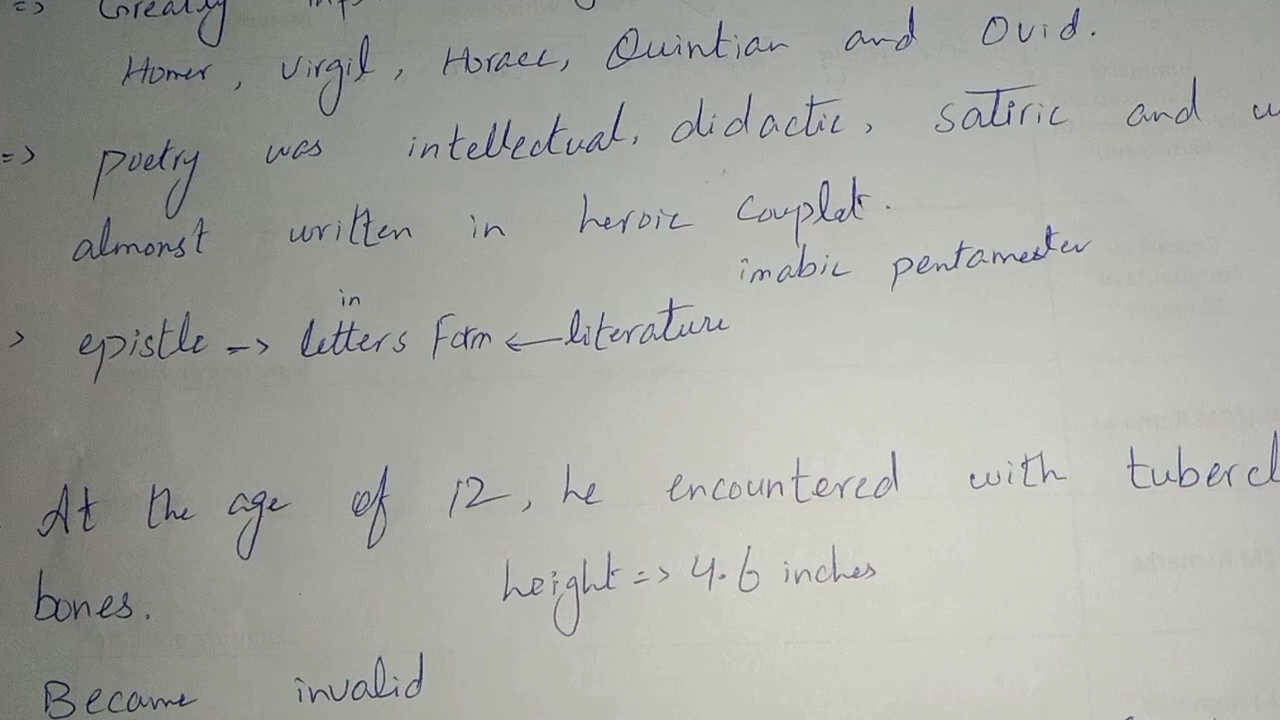 => Greatly
Homer, Virgil, Horace, Quintian and Ovid.
=> poetry was intellectual, didactic, satiric and
almonst written in heroic couplet.
imabic pentameter
> epistle -> in letters Form <- literature
At the age of 12, he encountered with tubercl
bones. height => 4.6 inches
Became invalid